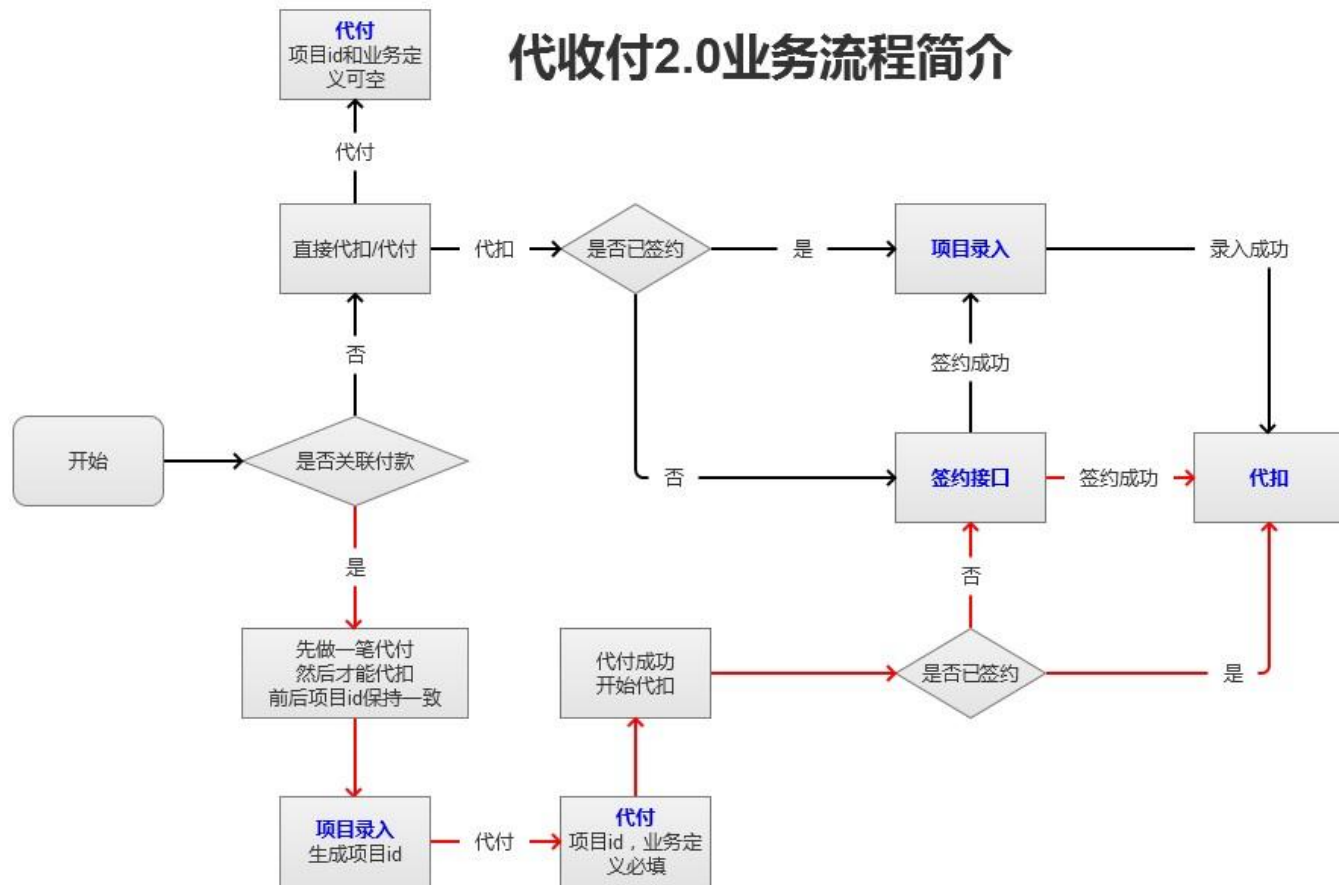 代收付2.0业务流程简介
代付
项目id和业务定
义可空
代付
直接代扣/代付
代扣
是否已签约
是
项目录入
录入成功
否
签约成功
开始
是否关联付款
否
签约接口
签约成功
代扣
是
否
先做一笔代付
然后才能代扣
前后项目id保持一致
代付成功
开始代扣
是否已签约
是
项目录入
生成项目id
代付
代付
项目id，业务定
义必填